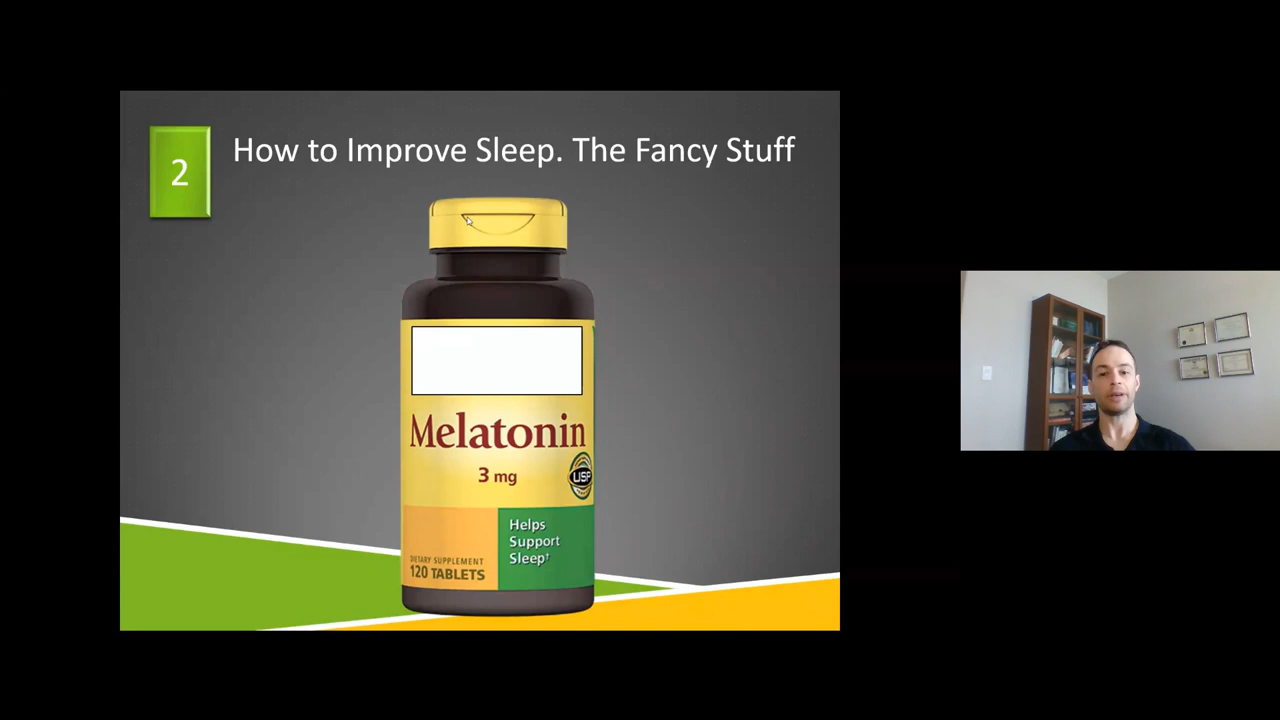 2
How to Improve Sleep. The Fancy Stuff
Melatonin
3 mg
USP
Helps
Support
Sleep†
DIETARY SUPPLEMENT
120 TABLETS